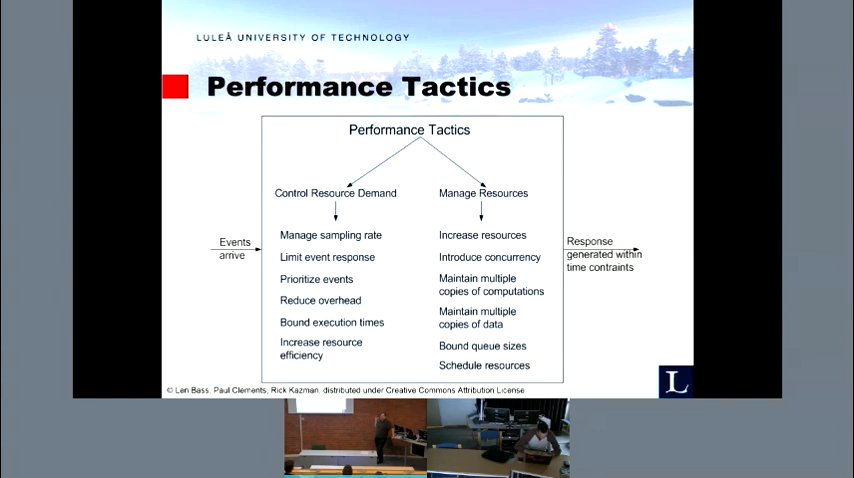 LULEÅ UNIVERSITY OF TECHNOLOGY
Performance Tactics
Performance Tactics
Control Resource Demand
Manage Resources
Manage sampling rate
Limit event response
Prioritize events
Reduce overhead
Bound execution times
Increase resource
efficiency
Increase resources
Introduce concurrency
Maintain multiple
copies of computations
Maintain multiple
copies of data
Bound queue sizes
Schedule resources
Events
arrive
Response
generated within
time contraints
© Len Bass, Paul Clements, Rick Kazman, distributed under Creative Commons Attribution License
L